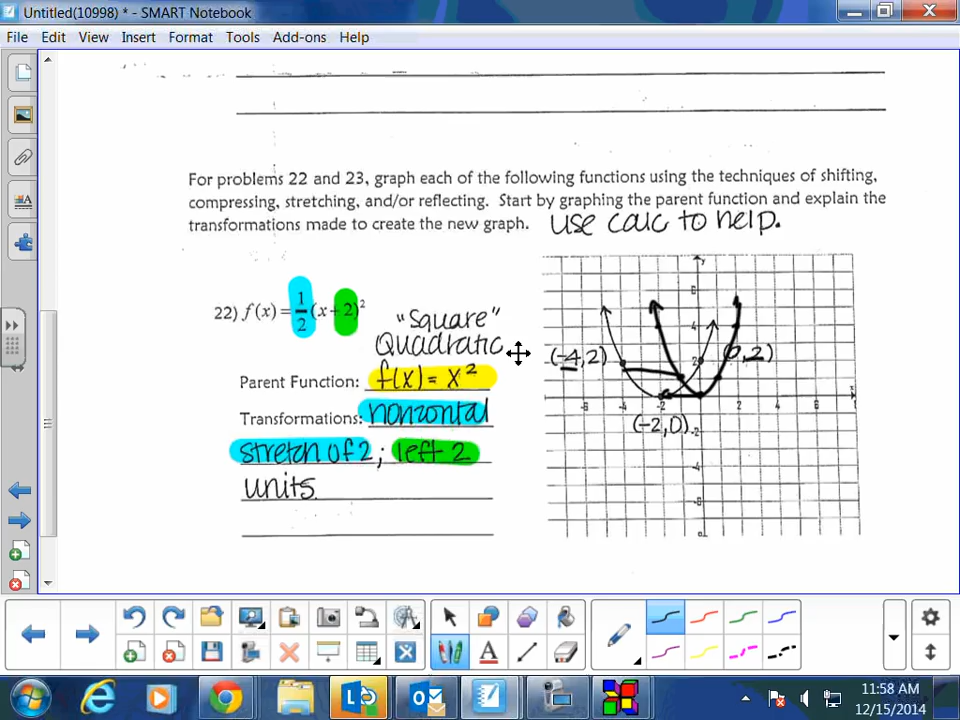 Untitled(10998) * - SMART Notebook
File Edit View Insert Format Tools Add-ons Help
For problems 22 and 23, graph each of the following functions using the techniques of shifting,
compressing, stretching, and/or reflecting. Start by graphing the parent function and explain the
transformations made to create the new graph. use calc to help.
22) f(x) = 1/2 (x+2)²
"Square"
Quadratic
Parent Function: f(x) = x²
Transformations: horizontal
stretch of 2; left 2
units.
(-4,2) (0,2)
(-2,0)
11:58 AM
12/15/2014